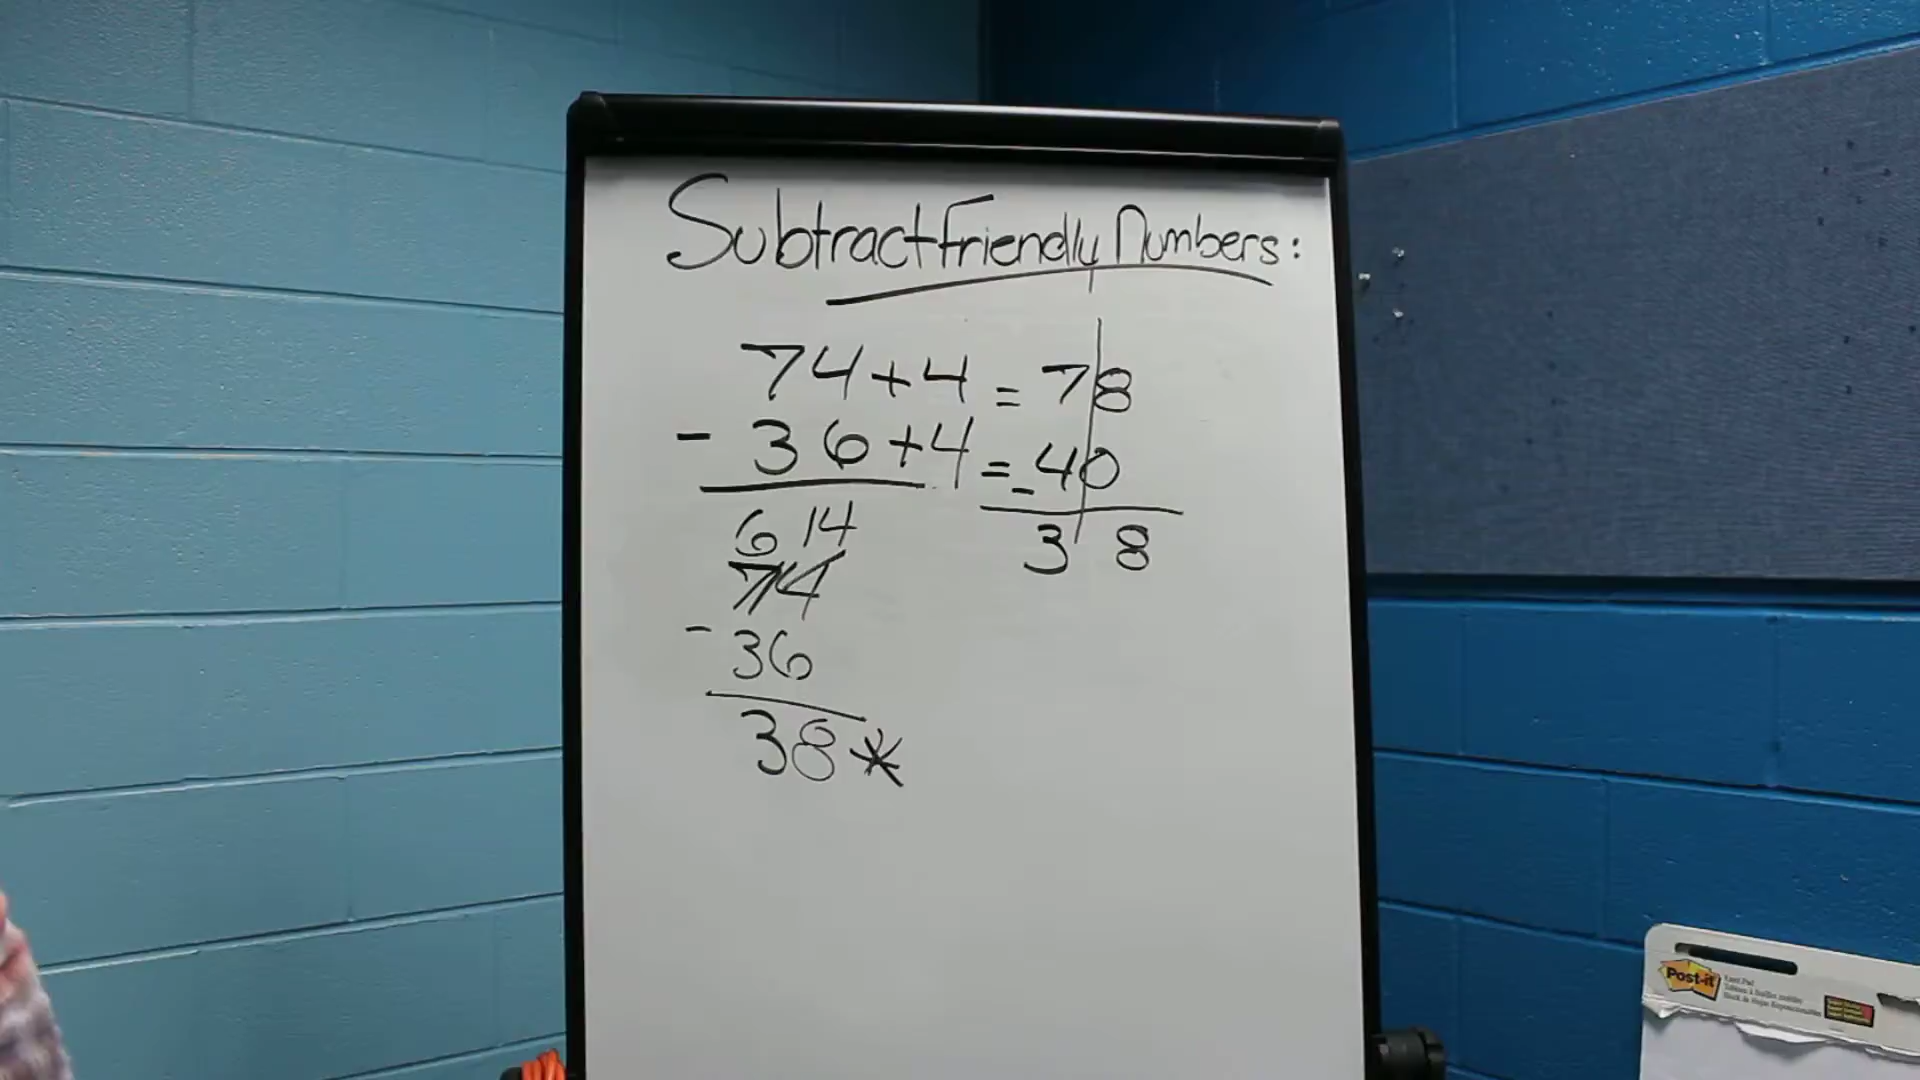 Subtract Friendly Numbers:
74+4 = 78
- 36+4 = - 40
38
6 14
74
- 36
38*
Post-it